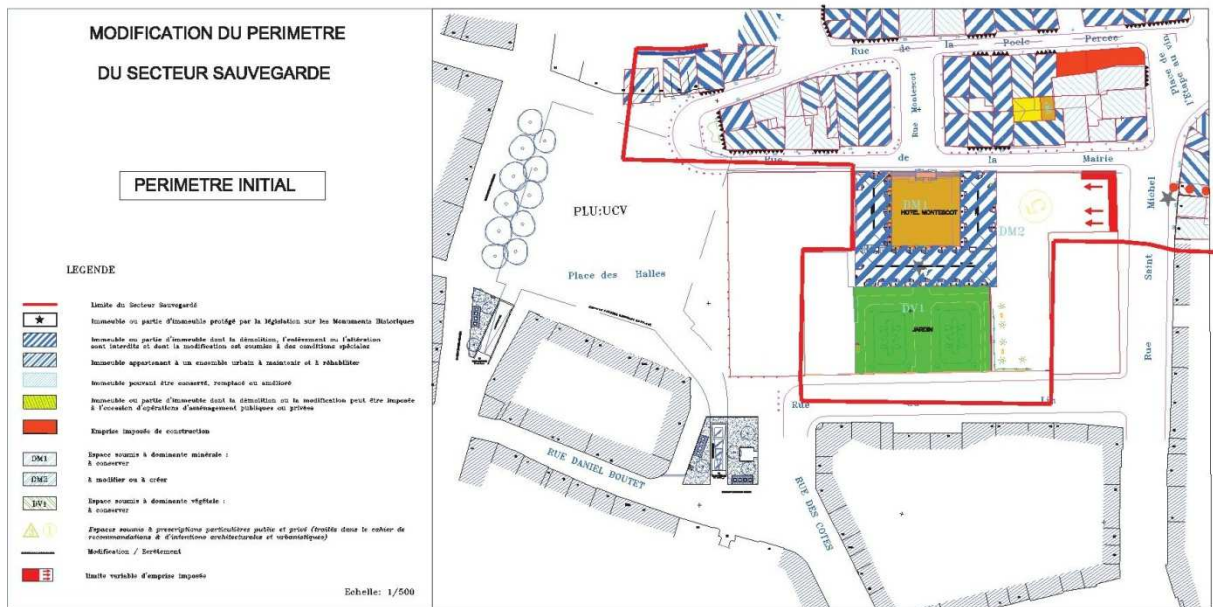 MODIFICATION DU PERIMETRE
DU SECTEUR SAUVEGARDE
PERIMETRE INITIAL
LEGENDE
Limite du Secteur Sauvegardé
Immeuble ou partie d'immeuble protégé par la législation sur les Monuments Historiques
Immeuble ou partie d'immeuble dont la démolition, l'enlèvement ou l'altération
sont interdits et dont la modification est soumise à des conditions spéciales
Immeuble appartenant à un ensemble urbain à maintenir et à réhabiliter
Immeuble pouvant être conservé, remplacé ou amélioré
Immeuble ou partie d'immeuble dont la démolition ou la modification peut être imposée
à l'occasion d'opérations d'aménagement publiques ou privées
Emprise imposée de construction
DM1
Espace soumis à dominante minérale :
à conserver
DM2
à modifier ou à créer
DV1
Espace soumis à dominante végétale :
à conserver
1
Espaces soumis à prescriptions particulières public et privé (traités dans le cahier de
recommandations & d'intentions architecturales et urbanistiques)
Modification / Ecrêtement
limite variable d'emprise imposée
Echelle: 1/500
Rue de la Poele Percée
Place de
l'Etape au vin
Rue Montescot
Rue de la Mairie
PLU:UCV
DM1
HOTEL MONTESCOT
5
DM2
Rue Saint Michel
Place des Halles
DV1
JARDIN
Rue du Lin
RUE DANIEL BOUTET
RUE DES COTES